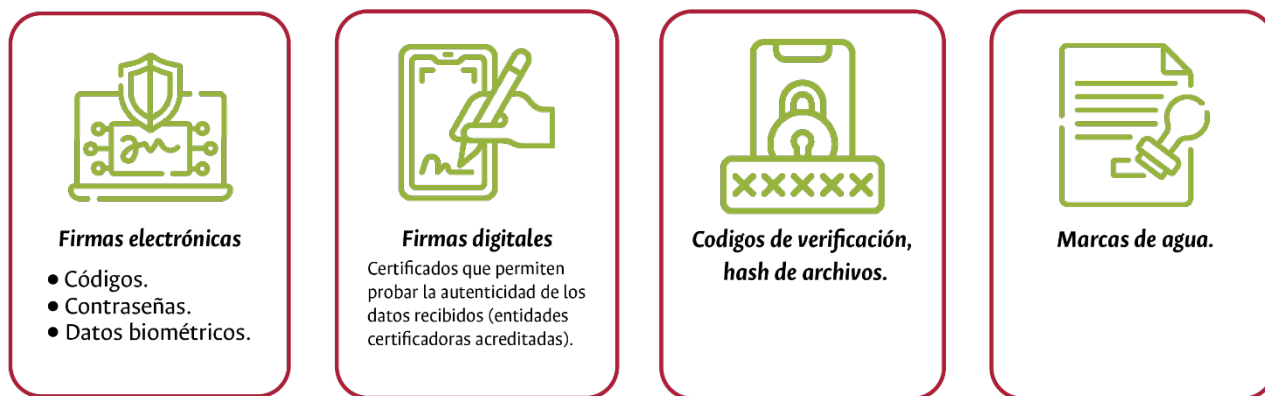 Firmas electrónicas
● Códigos.
● Contraseñas.
● Datos biométricos.
Firmas digitales
Certificados que permiten
probar la autenticidad de los
datos recibidos (entidades
certificadoras acreditadas).
XXXXX
Codigos de verificación,
hash de archivos.
Marcas de agua.